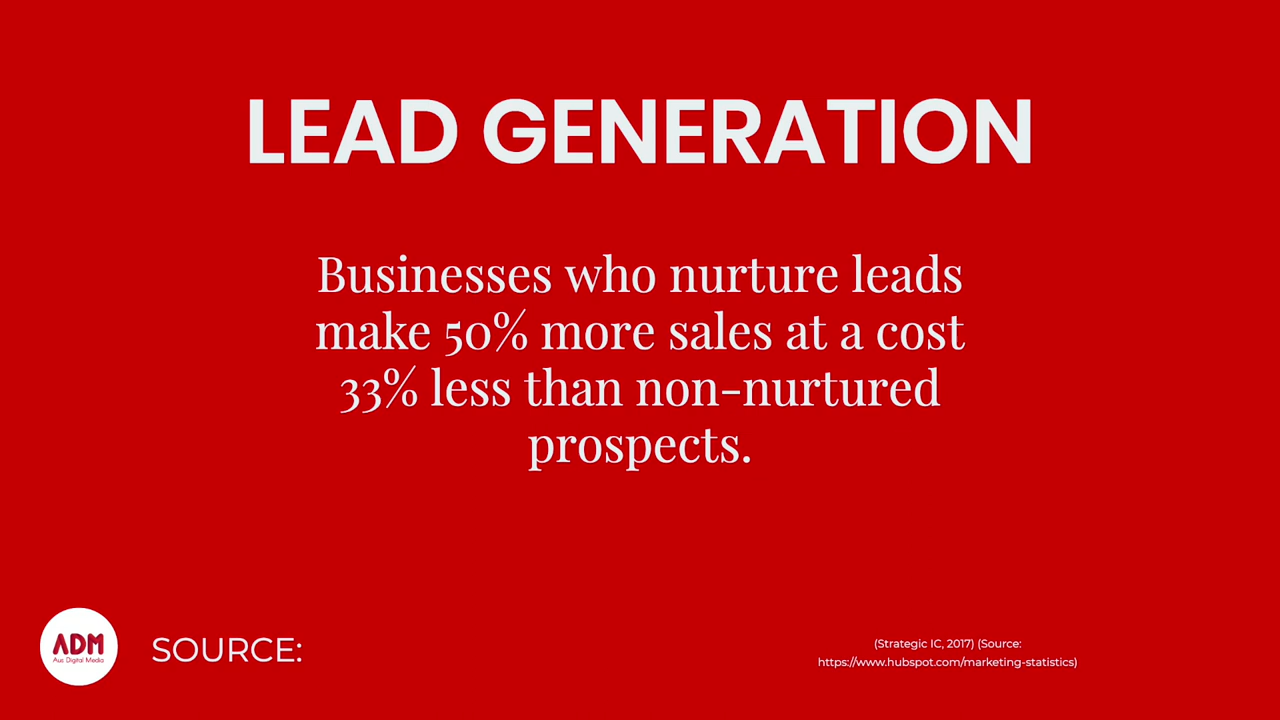 LEAD GENERATION
Businesses who nurture leads
make 50% more sales at a cost
33% less than non-nurtured
prospects.
ADM
Aus Digital Media
SOURCE:
(Strategic IC, 2017) (Source:
https://www.hubspot.com/marketing-statistics)